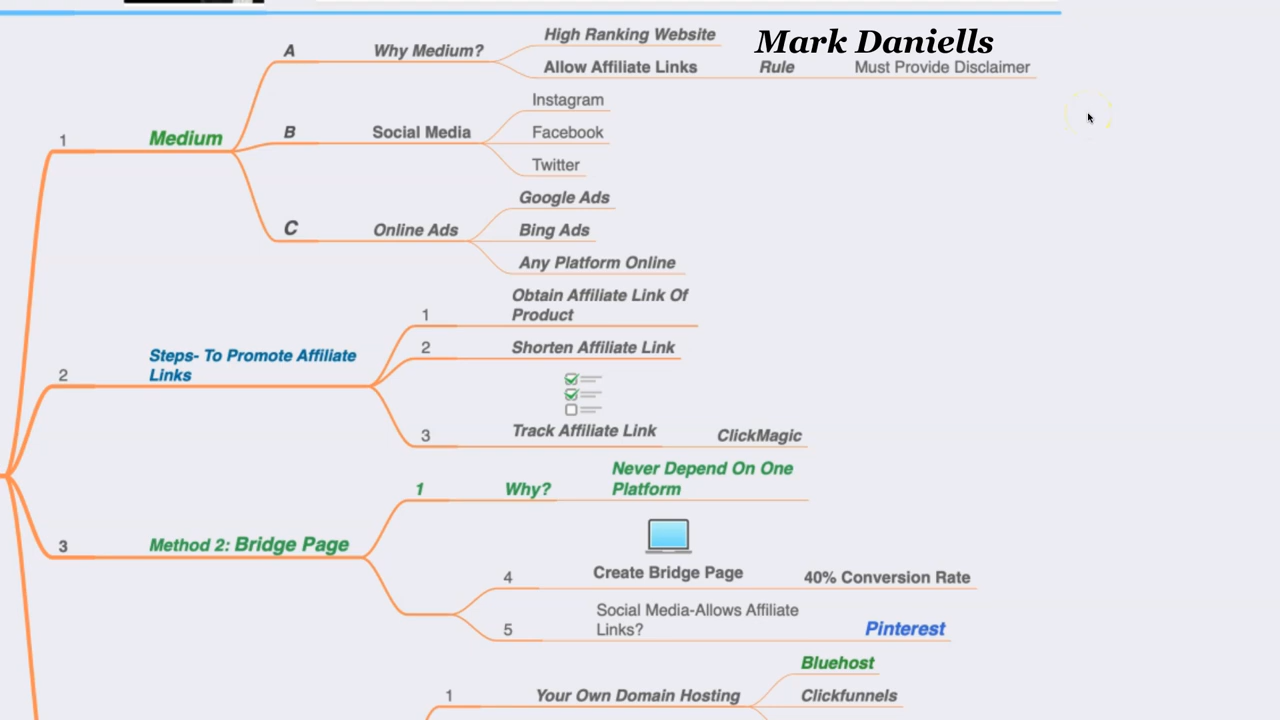 High Ranking Website
Mark Daniells
A
Why Medium?
Allow Affiliate Links
Rule
Must Provide Disclaimer
Instagram
1
Medium
B
Social Media
Facebook
Twitter
Google Ads
C
Online Ads
Bing Ads
Any Platform Online
1
Obtain Affiliate Link Of
Product
2
Steps- To Promote Affiliate
Links
2
Shorten Affiliate Link
3
Track Affiliate Link
ClickMagic
1
Why?
Never Depend On One
Platform
3
Method 2: Bridge Page
4
Create Bridge Page
40% Conversion Rate
5
Social Media-Allows Affiliate
Links?
Pinterest
Bluehost
1
Your Own Domain Hosting
Clickfunnels